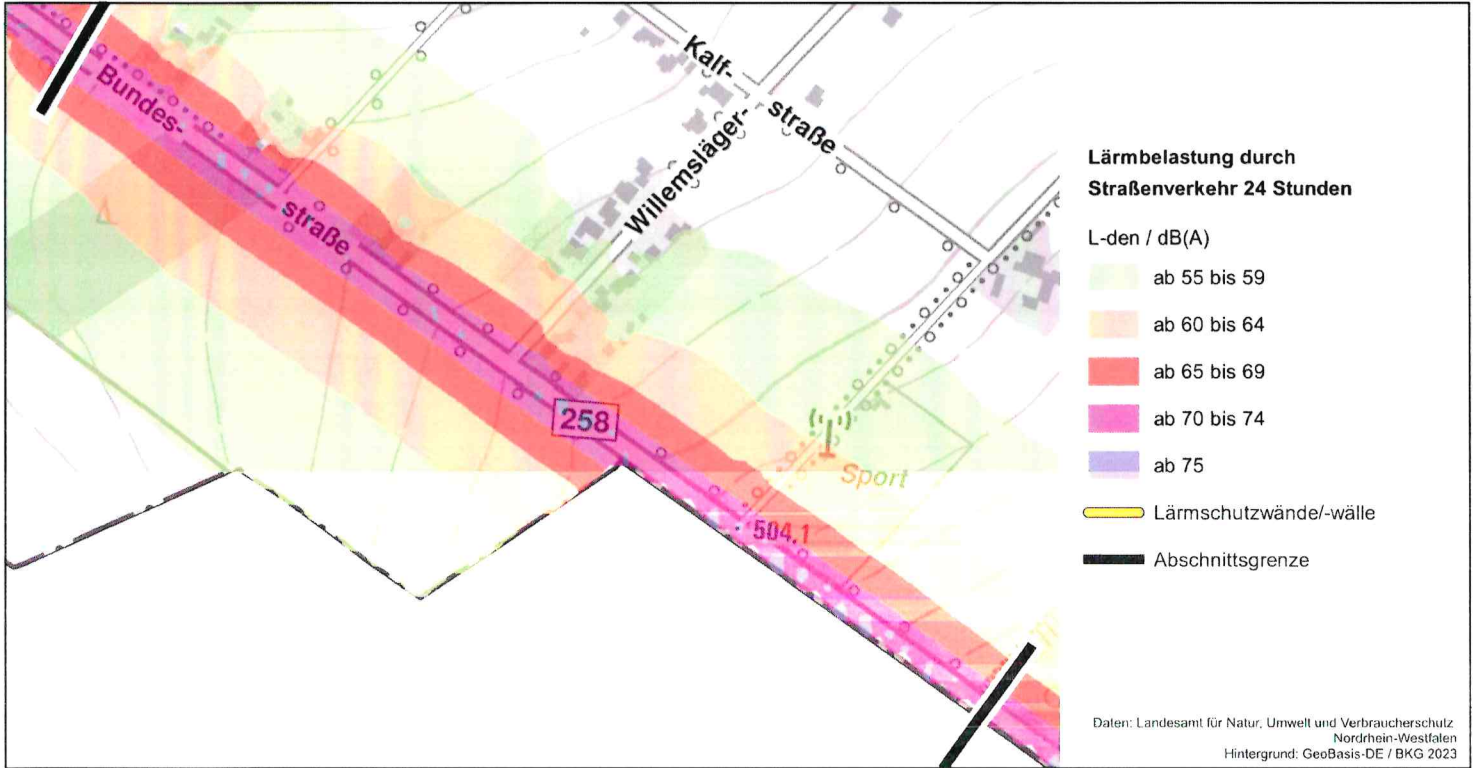 Bundes-
straße
Kalf-
straße
Willemsläger-
258
Sport
504.1
Lärmbelastung durch
Straßenverkehr 24 Stunden
L-den / dB(A)
ab 55 bis 59
ab 60 bis 64
ab 65 bis 69
ab 70 bis 74
ab 75
Lärmschutzwände/-wälle
Abschnittsgrenze
Daten: Landesamt für Natur, Umwelt und Verbraucherschutz
Nordrhein-Westfalen
Hintergrund: GeoBasis-DE / BKG 2023